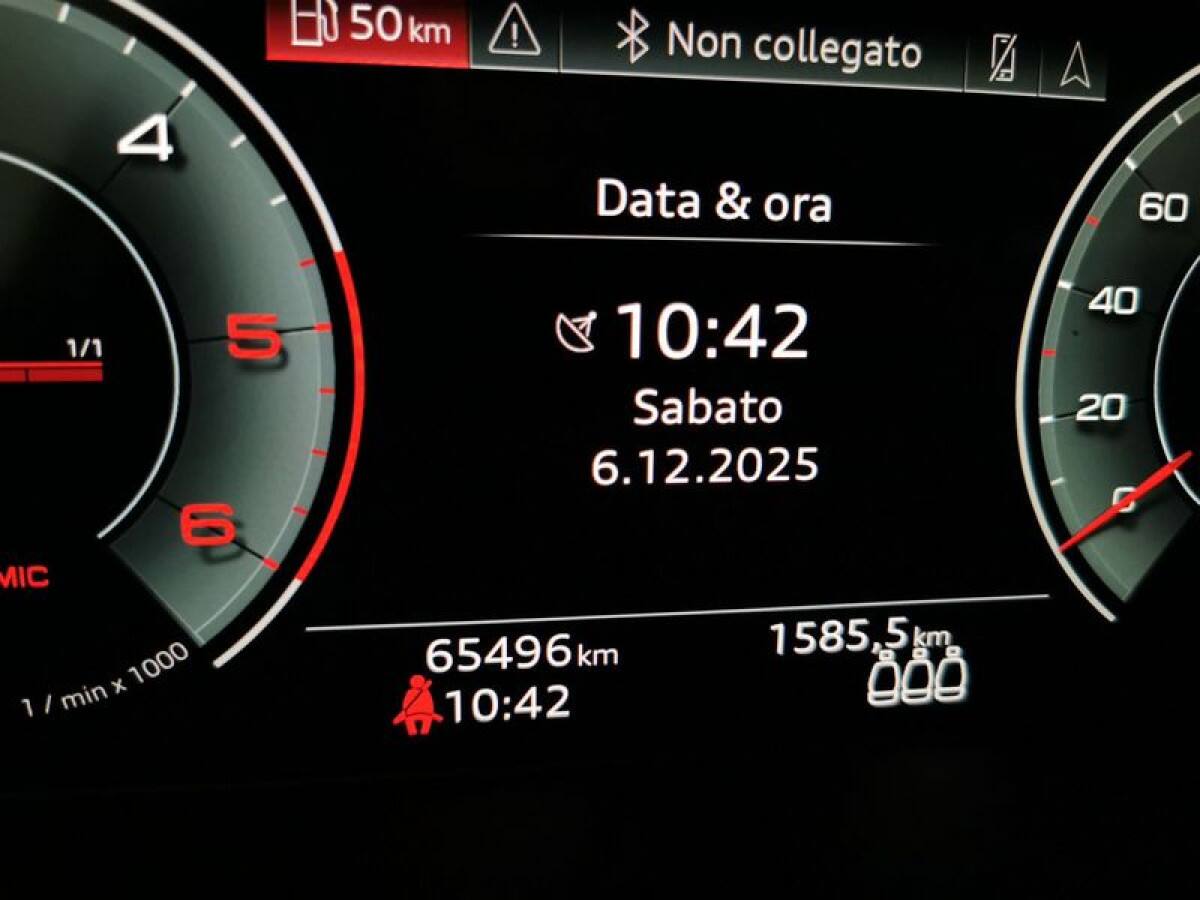 50 km
Non collegato
Data & ora
10:42
Sabato
6.12.2025
4
5
6
1/1
MIC
1 / min x 1000
60
40
20
0
65496 km
1585,5 km
10:42